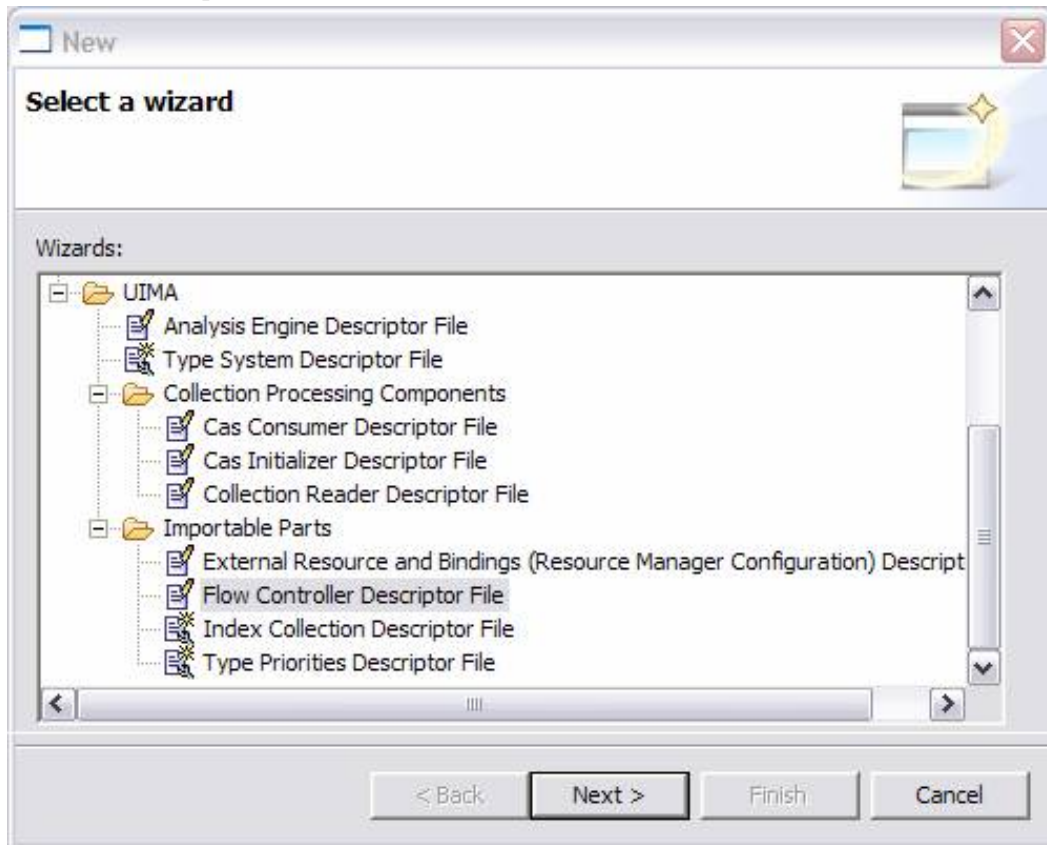 New
Select a wizard
Wizards:
UIMA
Analysis Engine Descriptor File
Type System Descriptor File
Collection Processing Components
Cas Consumer Descriptor File
Cas Initializer Descriptor File
Collection Reader Descriptor File
Importable Parts
External Resource and Bindings (Resource Manager Configuration) Descript
Flow Controller Descriptor File
Index Collection Descriptor File
Type Priorities Descriptor File
< Back Next > Finish Cancel